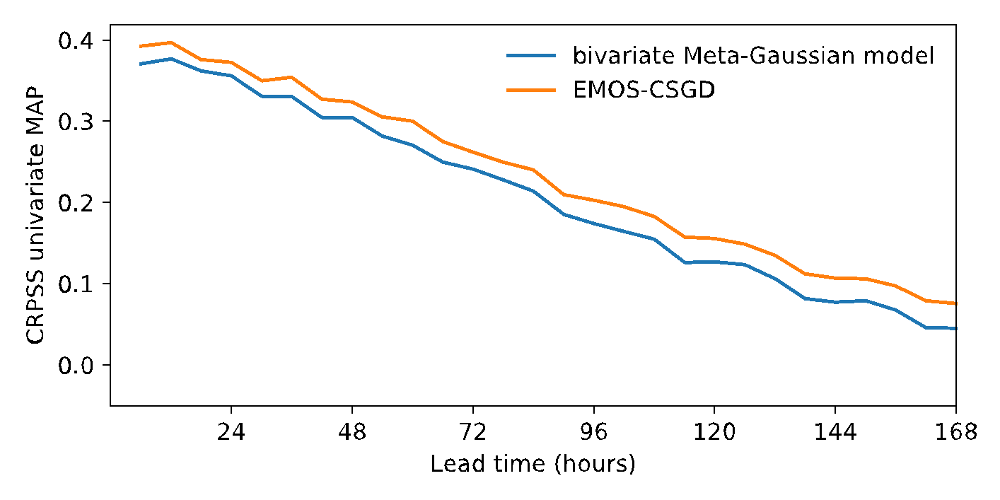 CRPSS univariate MAP
0.4
0.3
0.2
0.1
0.0
bivariate Meta-Gaussian model
EMOS-CSGD
24 48 72 96 120 144 168
Lead time (hours)